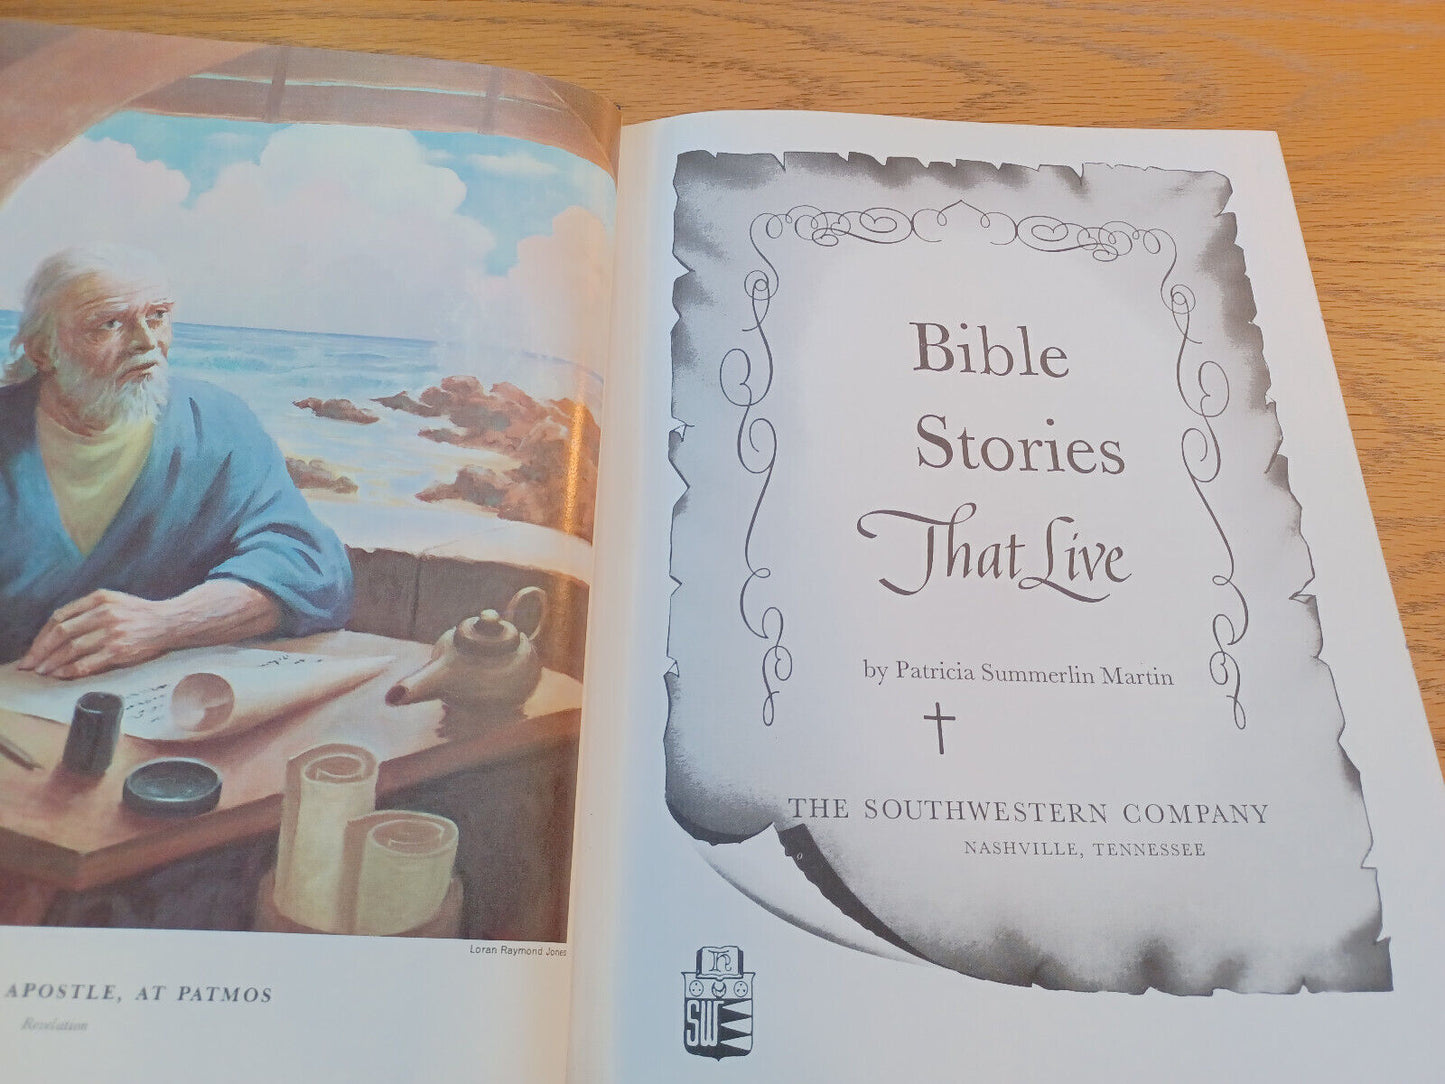 Loran Raymond Jones
APOSTLE, AT PATMOS
Revelation
Bible
Stories
That Live
by Patricia Summerlin Martin
THE SOUTHWESTERN COMPANY
NASHVILLE, TENNESSEE
SW